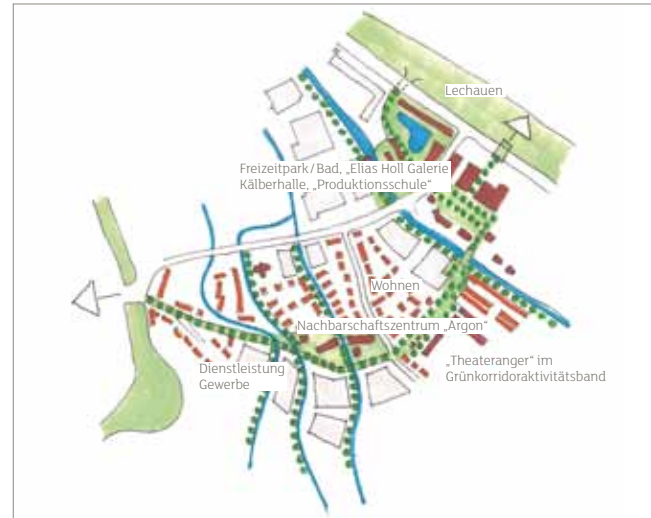 Lechauen
Freizeitpark/Bad, „Elias Holl Galerie
Kälberhalle, „Produktionsschule“
Wohnen
Nachbarschaftszentrum „Argon“
Dienstleistung
Gewerbe
„Theateranger“ im
Grünkorridoraktivitätsband